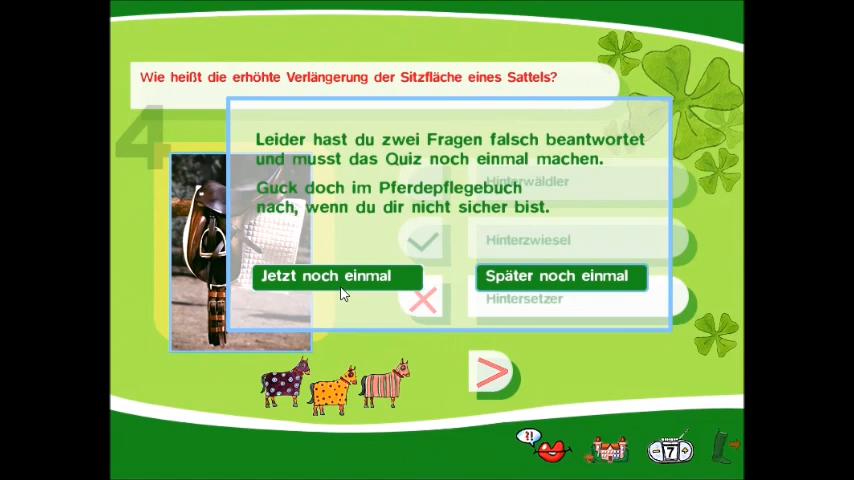 Wie heißt die erhöhte Verlängerung der Sitzfläche eines Sattels?
4
Leider hast du zwei Fragen falsch beantwortet
und musst das Quiz noch einmal machen.
Guck doch im Pferdepflegebuch
nach, wenn du dir nicht sicher bist.
Jetzt noch einmal
Später noch einmal
Hinterwäldler
Hinterzwiesel
Hintersetzer
?!
- 7 +